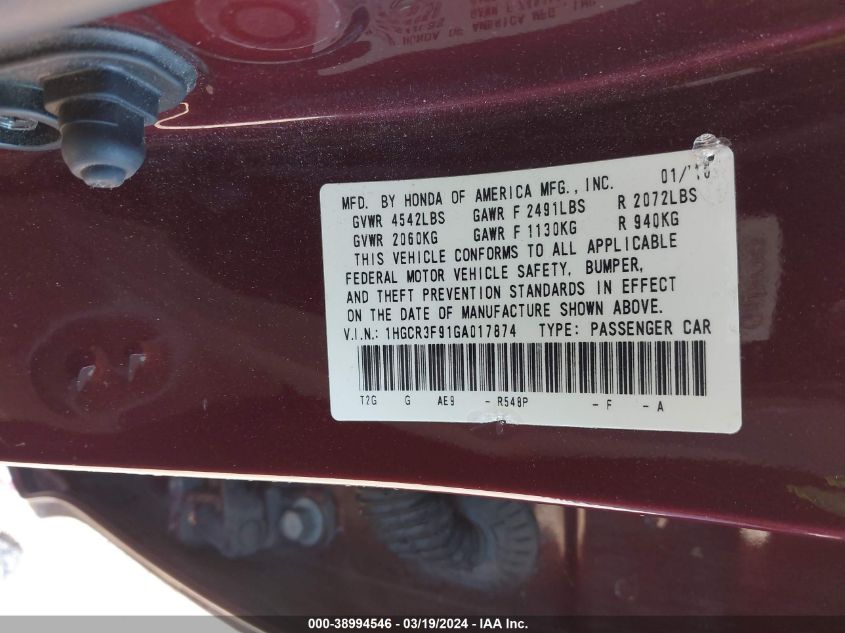 MFD. BY HONDA OF AMERICA MFG., INC. 01/'16
GVWR 4542LBS GAWR F 2491LBS R 2072LBS
GVWR 2060KG GAWR F 1130KG R 940KG
THIS VEHICLE CONFORMS TO ALL APPLICABLE
FEDERAL MOTOR VEHICLE SAFETY, BUMPER,
AND THEFT PREVENTION STANDARDS IN EFFECT
ON THE DATE OF MANUFACTURE SHOWN ABOVE.
V.I.N.: 1HGCR3F91GA017874 TYPE: PASSENGER CAR
T2G G AE9 - R548P - F - A
000-38994546 - 03/19/2024 - IAA Inc.